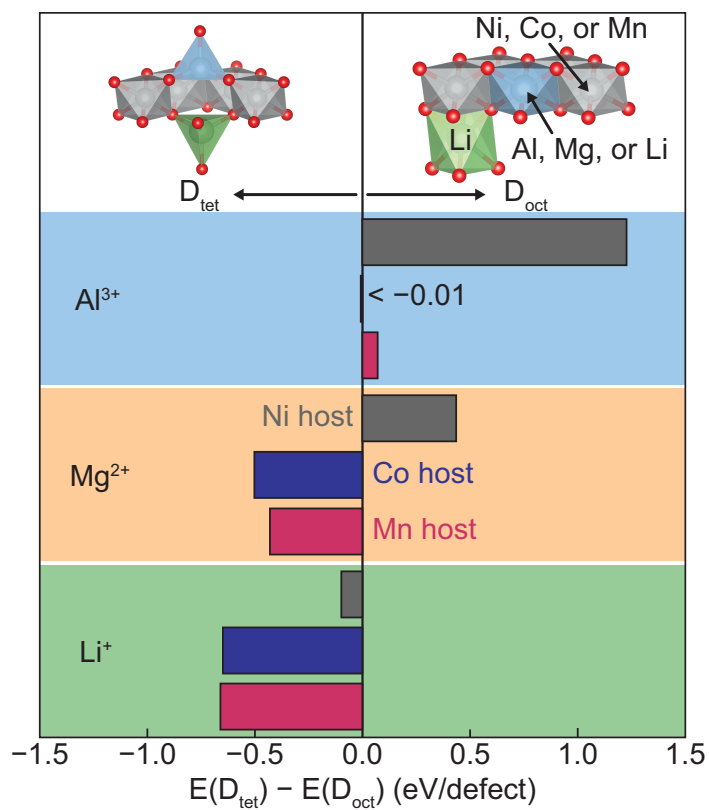 Ni, Co, or Mn
Li
Al, Mg, or Li
D_tet
D_oct
Al³⁺
< −0.01
Ni host
Mg²⁺
Co host
Mn host
Li⁺
−1.5 −1.0 −0.5 0.0 0.5 1.0 1.5
E(D_tet) − E(D_oct) (eV/defect)